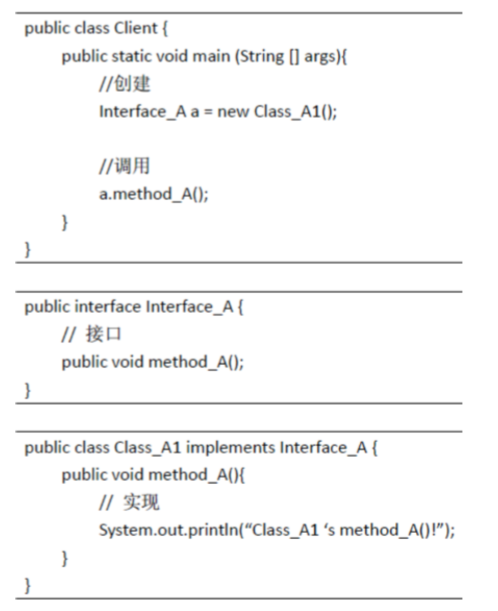 public class Client {
public static void main (String [] args){
//创建
Interface_A a = new Class_A1();
//调用
a.method_A();
}
}
public interface Interface_A {
// 接口
public void method_A();
}
public class Class_A1 implements Interface_A {
public void method_A(){
// 实现
System.out.println(“Class_A1 ‘s method_A()!”);
}
}